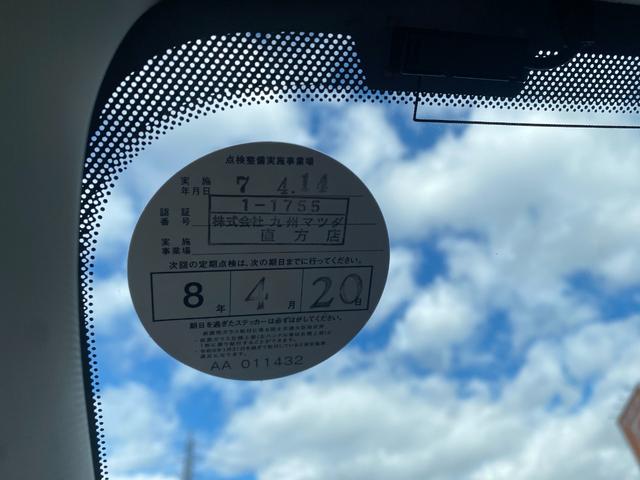 点検整備実施事業場
実施年月日 7 4.14
認証番号 1-1755
株式会社 九州マツダ
実施事業場 直方店
次回の定期点検は、次の期日までに行ってください。
8年 4月 20日
期日を過ぎたステッカーは必ずはがしてください。
AA 011432